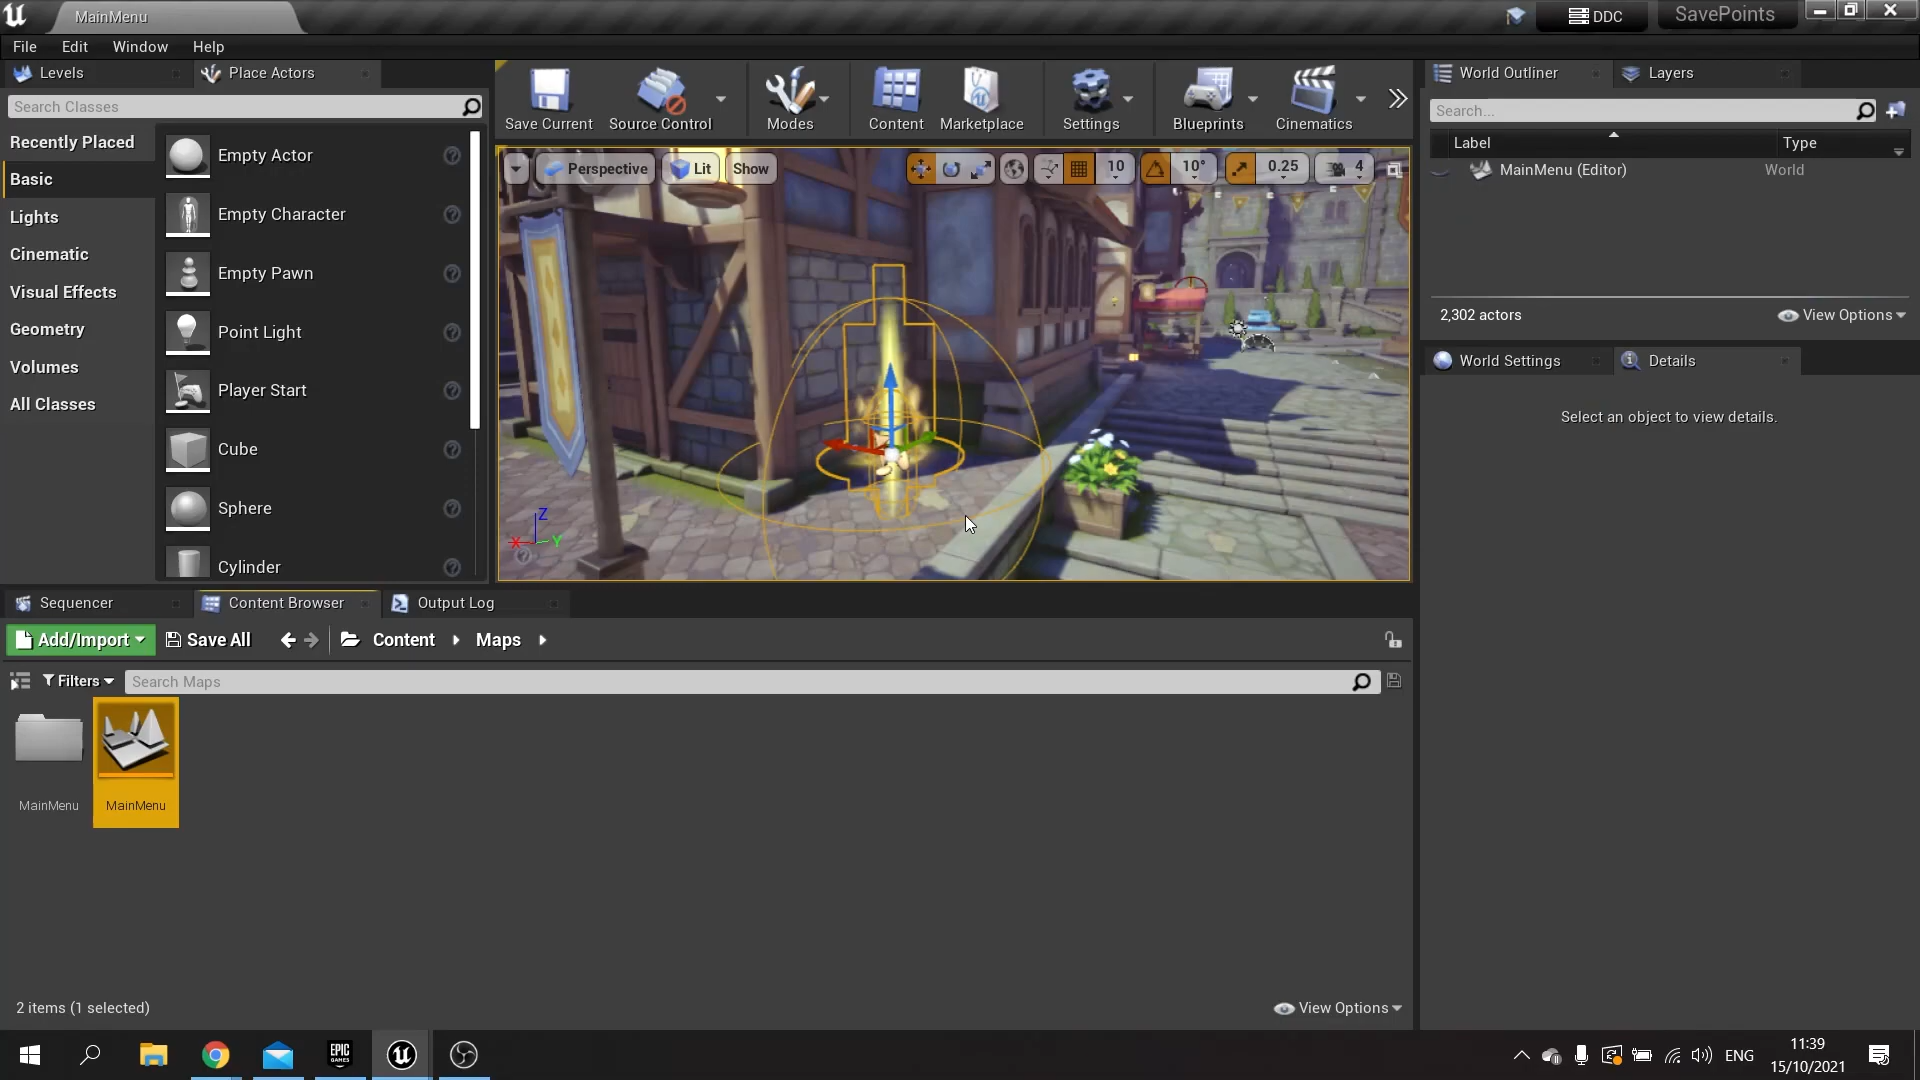 MainMenu
DDC
SavePoints
File Edit Window Help
Levels
Place Actors
Search Classes
Recently Placed
Basic
Lights
Cinematic
Visual Effects
Geometry
Volumes
All Classes
Empty Actor
Empty Character
Empty Pawn
Point Light
Player Start
Cube
Sphere
Cylinder
Save Current
Source Control
Modes
Content
Marketplace
Settings
Blueprints
Cinematics
Perspective
Lit
Show
10
10°
0.25
4
Z
X
Y
World Outliner
Layers
Search...
Label
Type
MainMenu (Editor)
World
2,302 actors
View Options
World Settings
Details
Select an object to view details.
Sequencer
Content Browser
Output Log
Add/Import
Save All
Content
Maps
Filters
Search Maps
MainMenu
MainMenu
2 items (1 selected)
View Options
EPIC
GAMES
ENG
11:39
15/10/2021